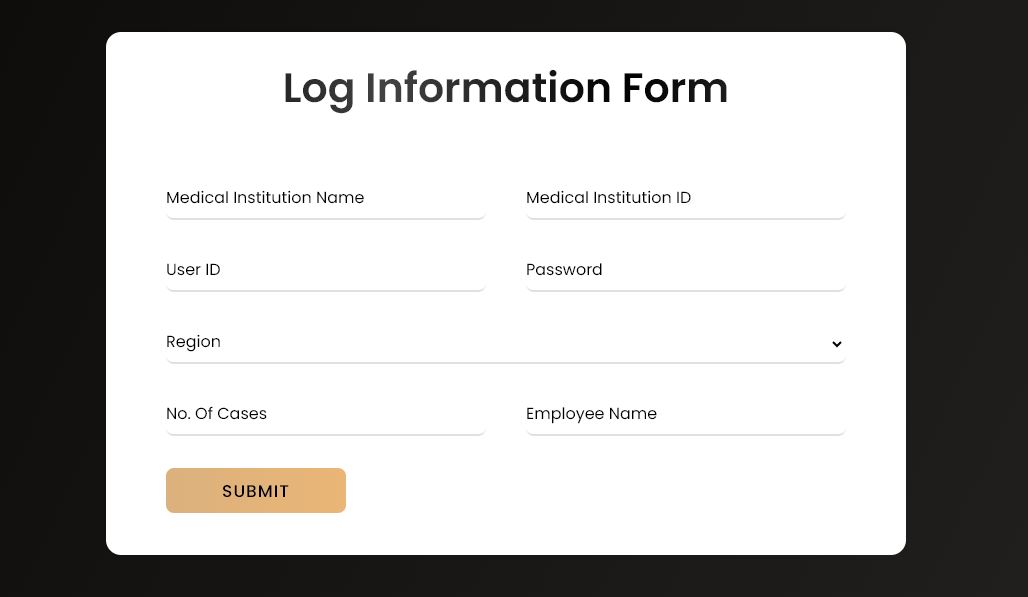 Log Information Form
Medical Institution Name
Medical Institution ID
User ID
Password
Region
No. Of Cases
Employee Name
SUBMIT